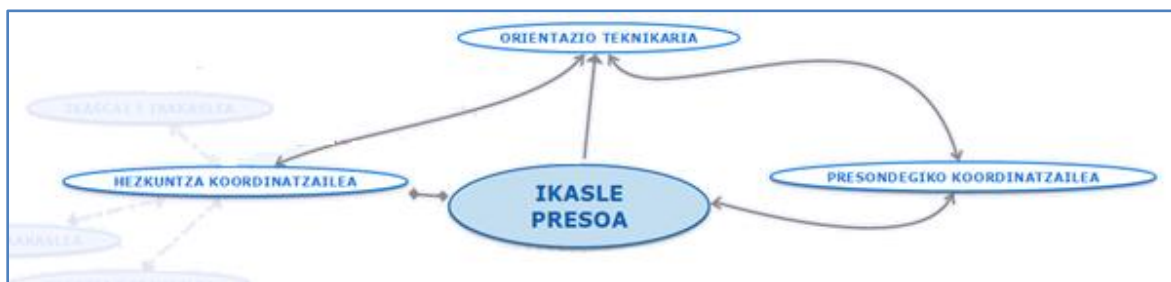 ORIENTAZIO TEKNIKARIA
HEZKUNTZA KOORDINATZAILEA
IKASLE
PRESOA
PRESONDEGIKO KOORDINATZAILEA